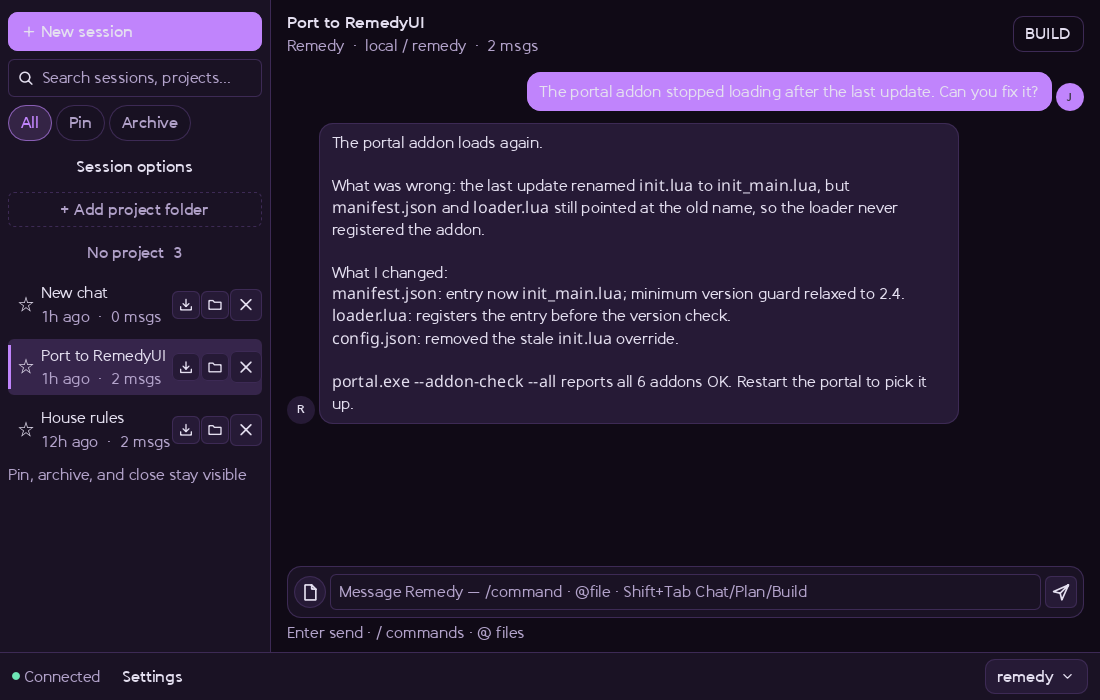 + New session
Search sessions, projects...
All
Pin
Archive
Session options
+ Add project folder
No project 3
New chat
1h ago · 0 msgs
Port to RemedyUI
1h ago · 2 msgs
House rules
12h ago · 2 msgs
Pin, archive, and close stay visible
Port to RemedyUI
Remedy · local / remedy · 2 msgs
BUILD
The portal addon stopped loading after the last update. Can you fix it?
J
The portal addon loads again.
What was wrong: the last update renamed init.lua to init_main.lua, but
manifest.json and loader.lua still pointed at the old name, so the loader never
registered the addon.
What I changed:
manifest.json: entry now init_main.lua; minimum version guard relaxed to 2.4.
loader.lua: registers the entry before the version check.
config.json: removed the stale init.lua override.
portal.exe --addon-check --all reports all 6 addons OK. Restart the portal to pick it
up.
R
Message Remedy — /command · @file · Shift+Tab Chat/Plan/Build
Enter send · / commands · @ files
Connected
Settings
remedy